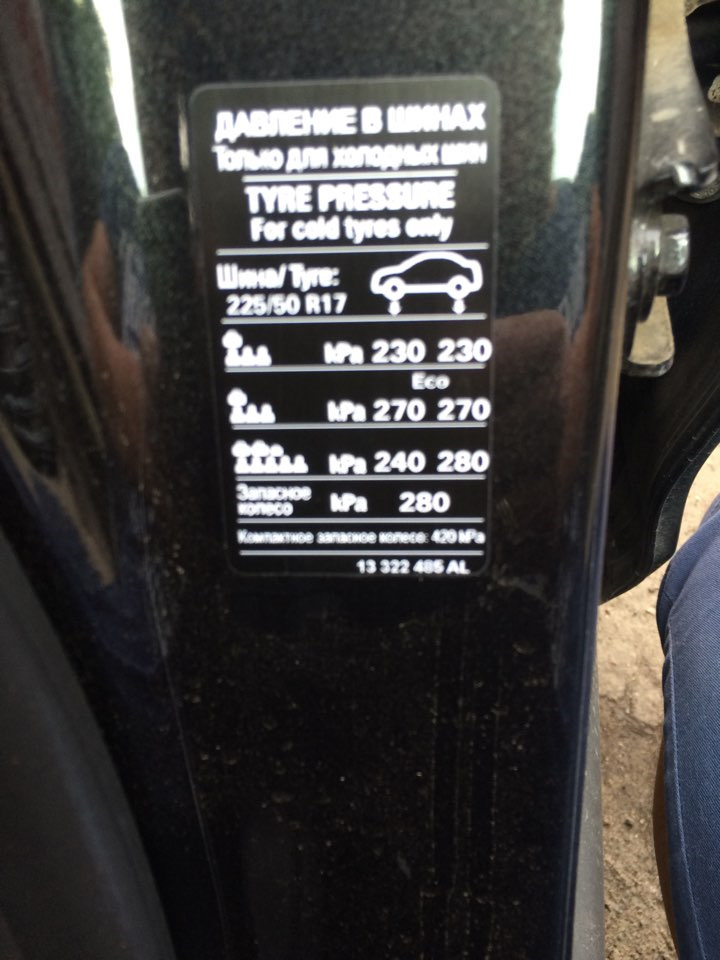 ДАВЛЕНИЕ В ШИНАХ
Только для холодных шин
TYRE PRESSURE
For cold tyres only
Шина/Tyre:
225/50 R17
kPa 230 230
Eco
kPa 270 270
kPa 240 280
Запасное
колесо kPa 280
Компактное запасное колесо: 420 kPa
13 322 485 AL